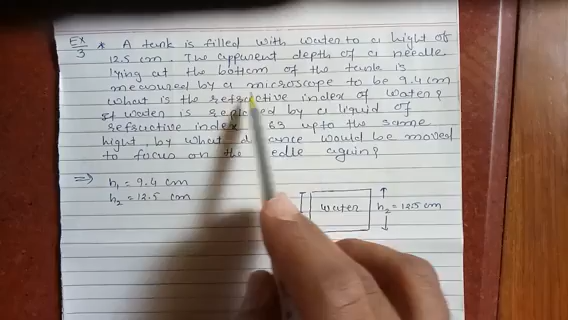 Ex/3 * A tank is filled with water to a hight of
12.5 cm. The apparent depth of a needle
lying at the bottom of the tank is
measured by a microscope to be 9.4 cm
what is the refractive index of water?
If water is replaced by a liquid of
refractive index 63 upto the same
hight, by what would be moved
to focus on the again?
⇒ h₁ = 9.4 cm
h₂ = 12.5 cm
water h₂ = 12.5 cm